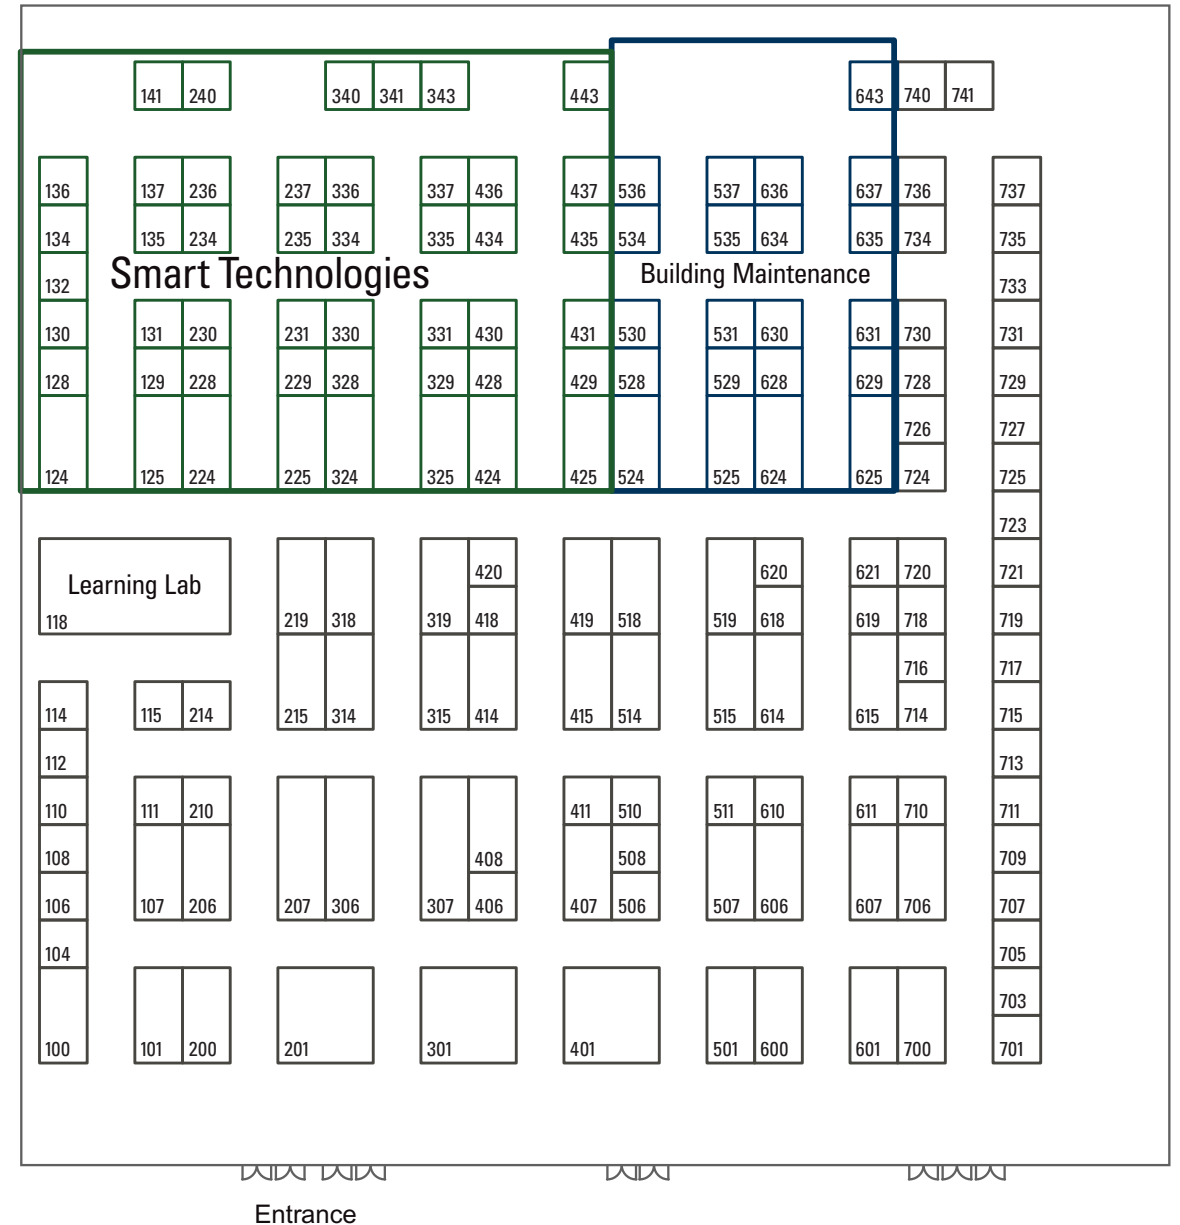 141 240 340 341 343 443 643 740 741
136 137 236 237 336 337 436 437 536 537 636 637 736 737
134 135 234 235 334 335 434 435 534 535 634 635 734 735
Smart Technologies Building Maintenance
132 733
130 131 230 231 330 331 430 431 530 531 630 631 730 731
128 129 228 229 328 329 428 429 528 529 628 629 728 729
726 727
124 125 224 225 324 325 424 425 524 525 624 625 724 725
723
420 620 621 720 721
Learning Lab
118 219 318 319 418 419 518 519 618 619 718 719
716 717
114 115 214 215 314 315 414 415 514 515 614 615 714 715
112 713
110 111 210 411 510 511 610 611 710 711
108 408 508 709
106 107 206 207 306 307 406 407 506 507 606 607 706 707
104 705
703
100 101 200 201 301 401 501 600 601 700 701
Entrance